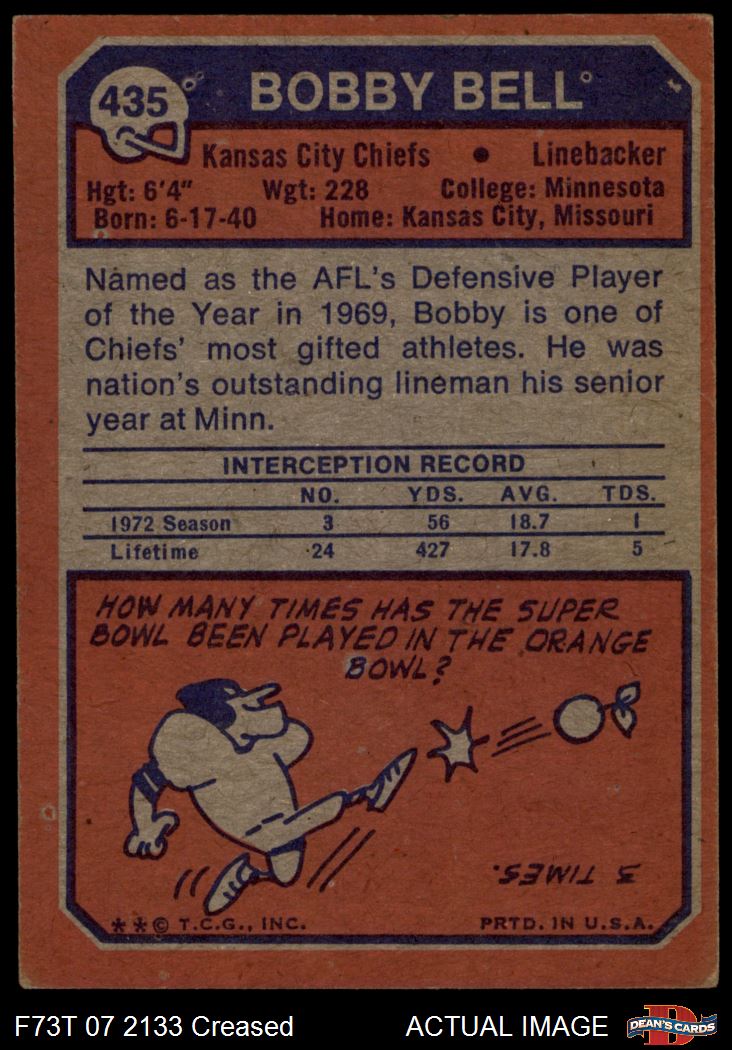 435
BOBBY BELL
Kansas City Chiefs • Linebacker
Hgt: 6'4" Wgt: 228 College: Minnesota
Born: 6-17-40 Home: Kansas City, Missouri
Named as the AFL's Defensive Player
of the Year in 1969, Bobby is one of
Chiefs' most gifted athletes. He was
nation's outstanding lineman his senior
year at Minn.
INTERCEPTION RECORD
NO. YDS. AVG. TDS.
1972 Season 3 56 18.7 1
Lifetime 24 427 17.8 5
HOW MANY TIMES HAS THE SUPER
BOWL BEEN PLAYED IN THE ORANGE
BOWL?
3 TIMES.
**© T.C.G., INC. PRTD. IN U.S.A.
F73T 07 2133 Creased ACTUAL IMAGE
D
DEAN'S CARDS